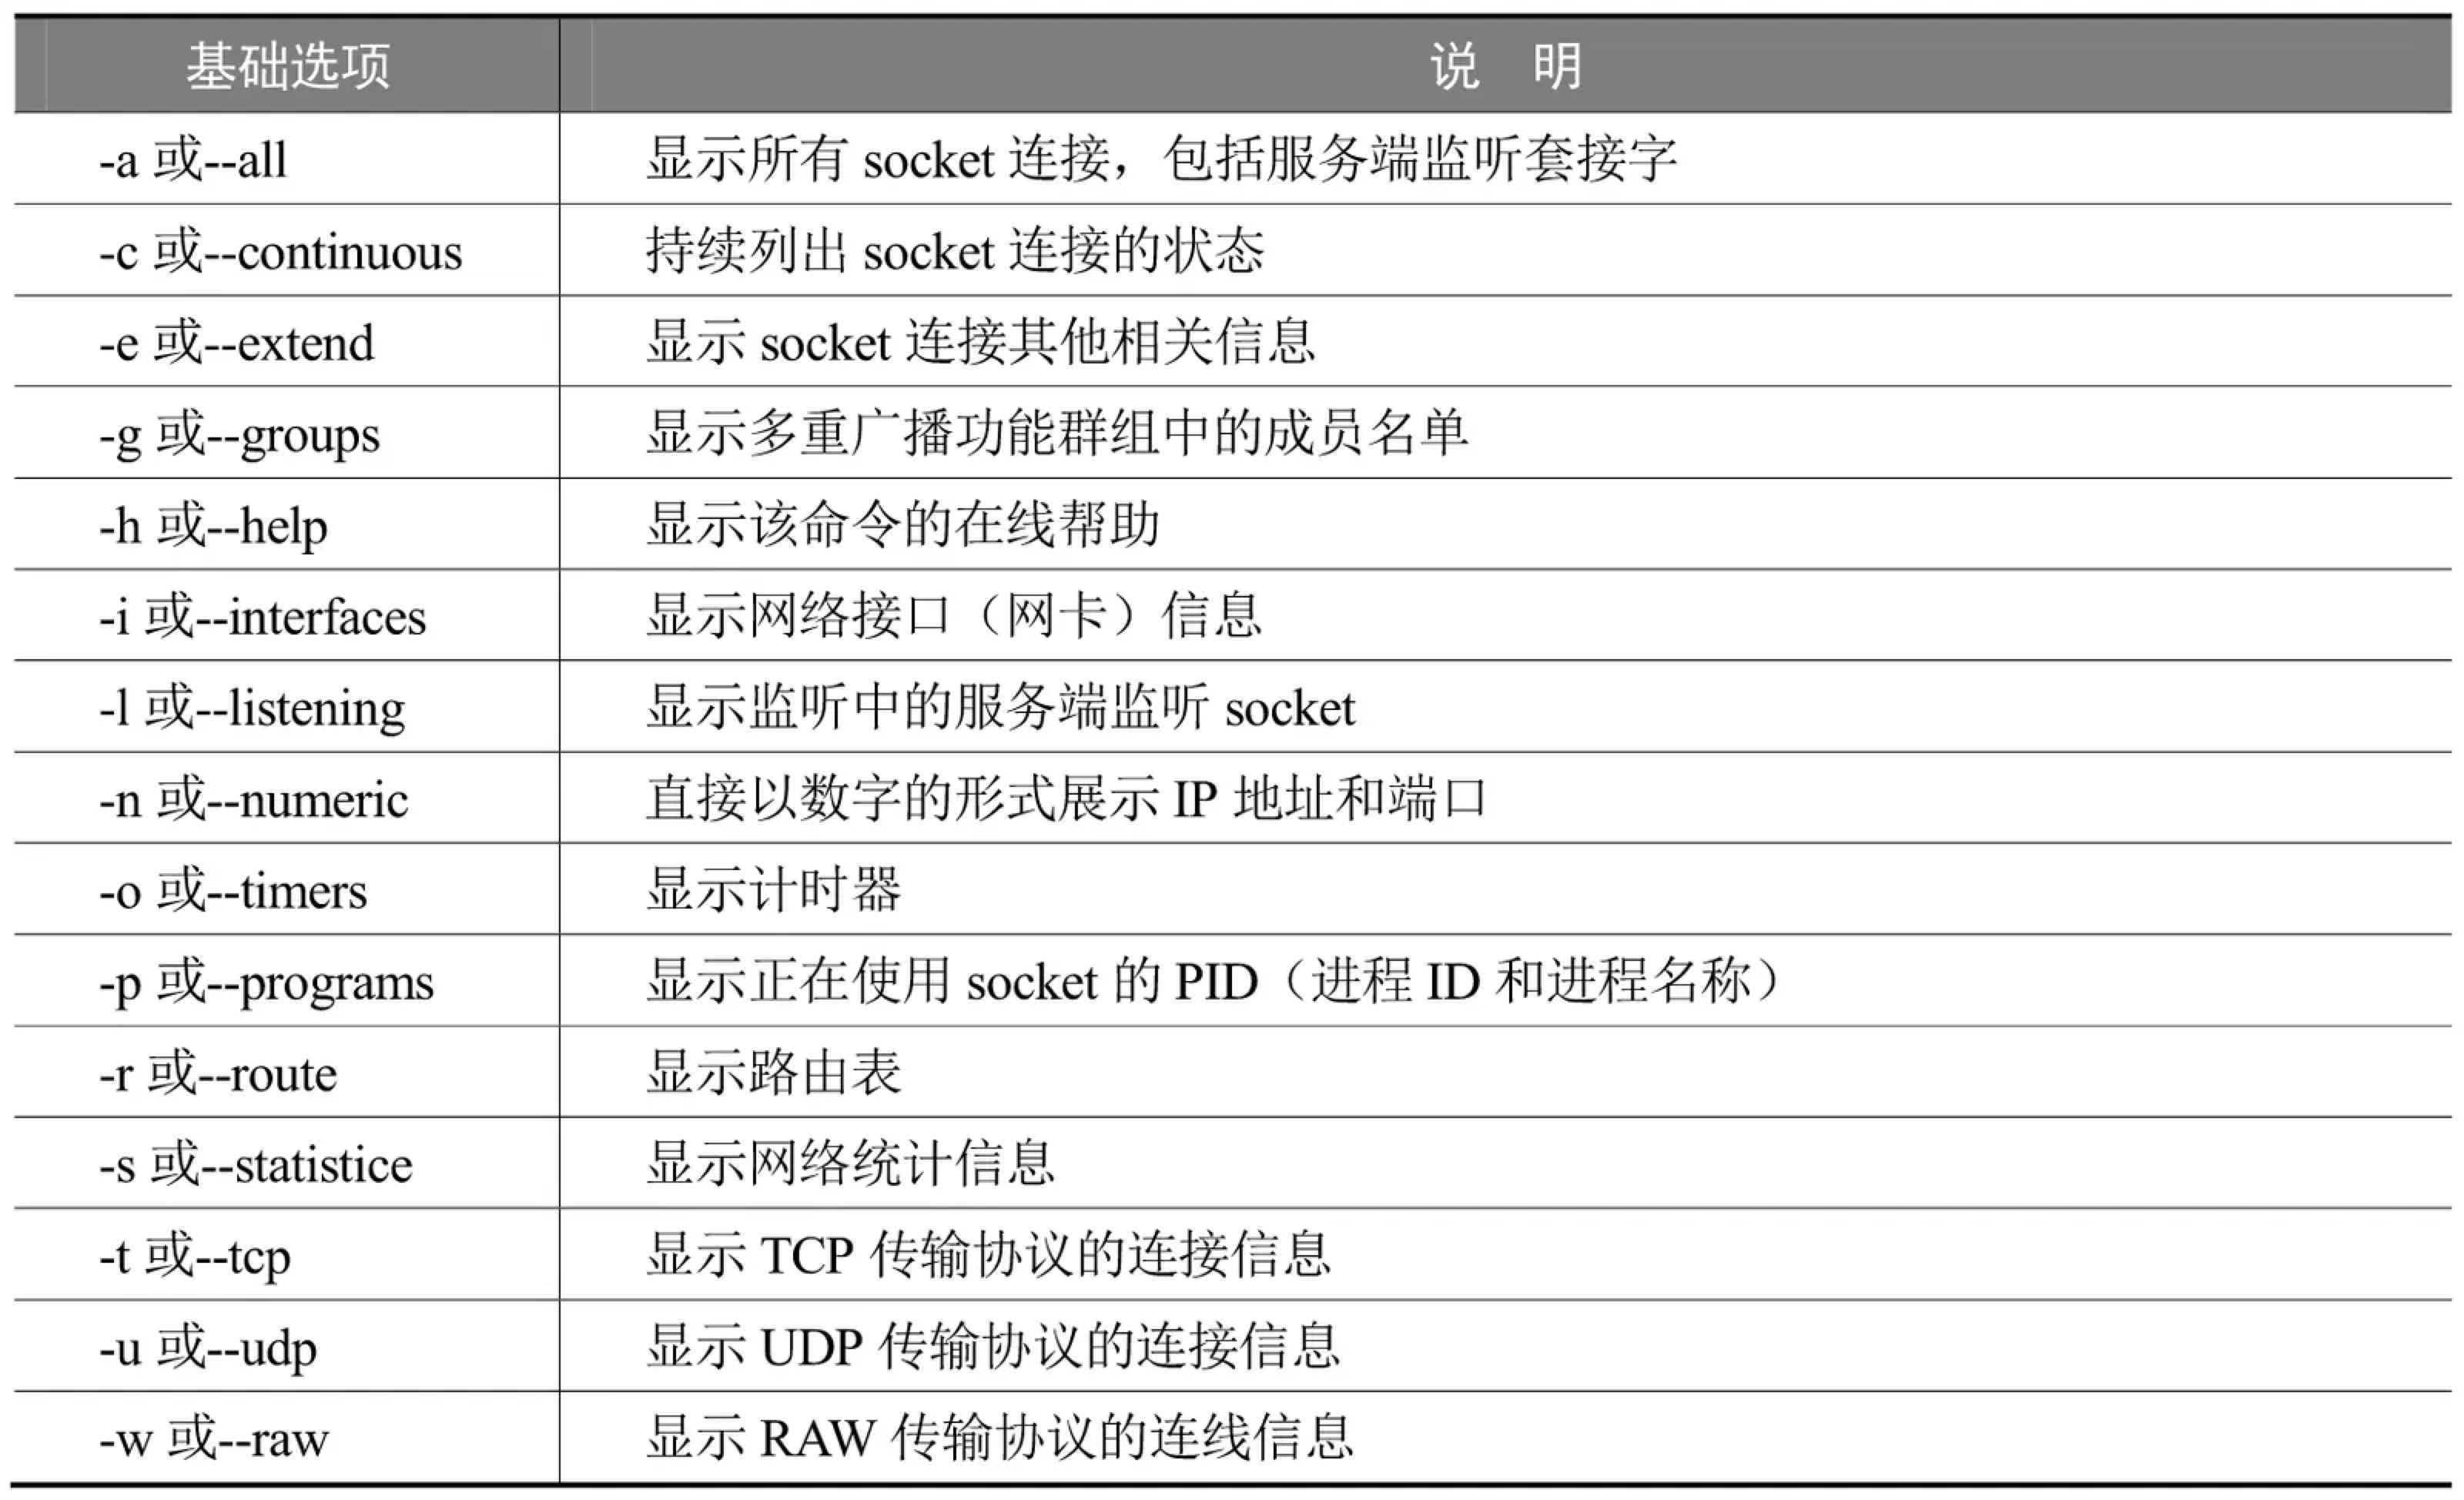 基础选项 说 明
-a 或--all 显示所有 socket 连接，包括服务端监听套接字
-c 或--continuous 持续列出 socket 连接的状态
-e 或--extend 显示 socket 连接其他相关信息
-g 或--groups 显示多重广播功能群组中的成员名单
-h 或--help 显示该命令的在线帮助
-i 或--interfaces 显示网络接口（网卡）信息
-l 或--listening 显示监听中的服务端监听 socket
-n 或--numeric 直接以数字的形式展示 IP 地址和端口
-o 或--timers 显示计时器
-p 或--programs 显示正在使用 socket 的 PID（进程 ID 和进程名称）
-r 或--route 显示路由表
-s 或--statistice 显示网络统计信息
-t 或--tcp 显示 TCP 传输协议的连接信息
-u 或--udp 显示 UDP 传输协议的连接信息
-w 或--raw 显示 RAW 传输协议的连线信息